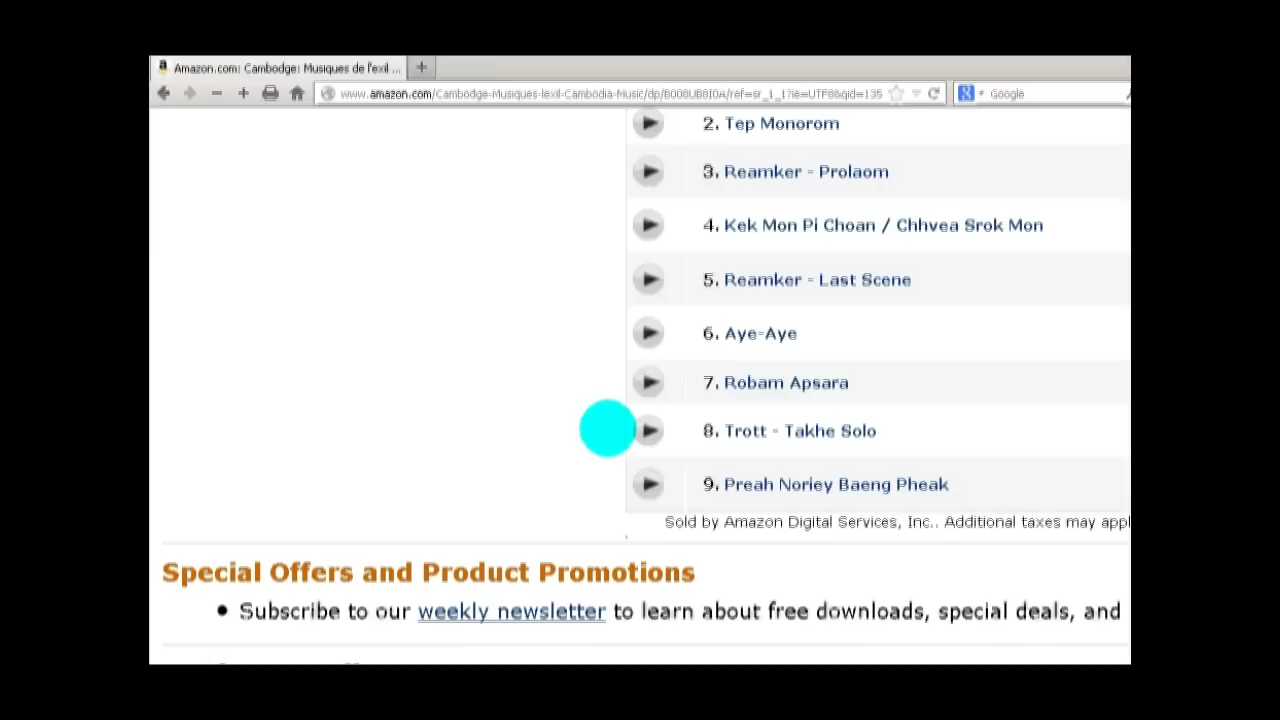 Amazon.com: Cambodge: Musiques de l'exil ...
www.amazon.com/Cambodge-Musiques-lexil-Cambodia-Music/dp/B008UB8I0A/ref=sr_1_1?ie=UTF8&qid=135
Google
2. Tep Monorom
3. Reamker - Prolaom
4. Kek Mon Pi Choan / Chhvea Srok Mon
5. Reamker - Last Scene
6. Aye-Aye
7. Robam Apsara
8. Trott - Takhe Solo
9. Preah Noriey Baeng Pheak
Sold by Amazon Digital Services, Inc.. Additional taxes may appl
Special Offers and Product Promotions
• Subscribe to our weekly newsletter to learn about free downloads, special deals, and